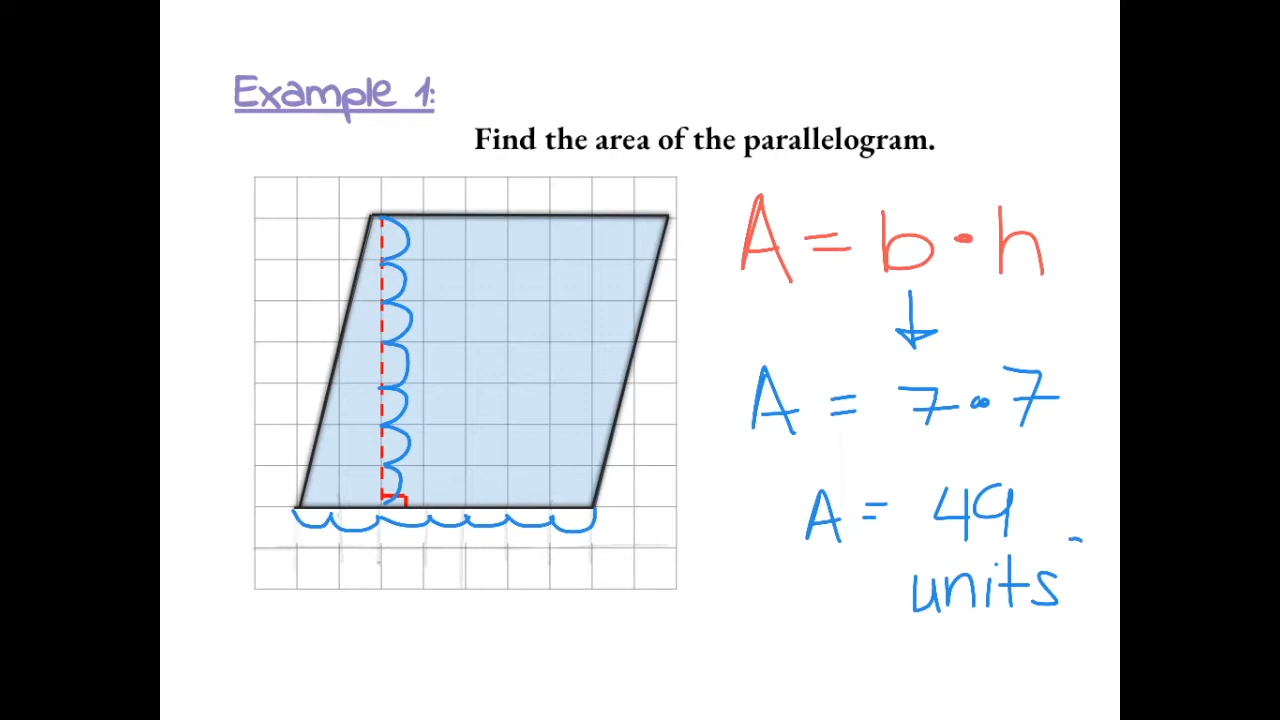 Example 1:
Find the area of the parallelogram.
A = b · h
A = 7 · 7
A = 49
units